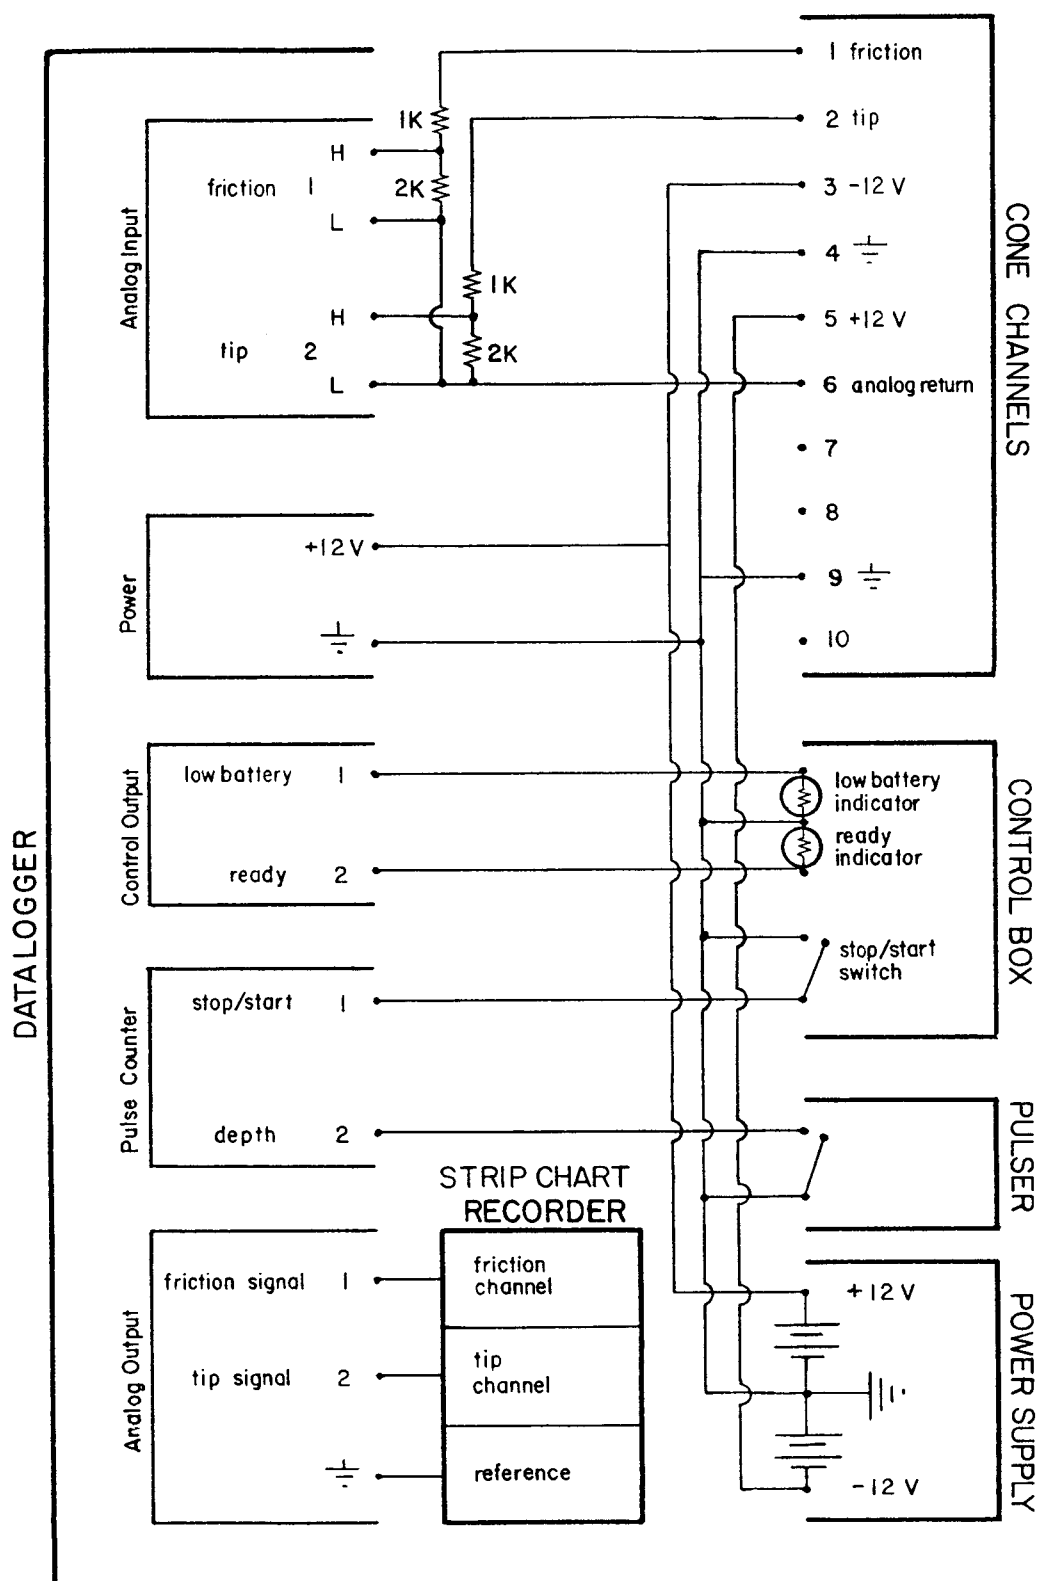 DATALOGGER
Analog Input
friction 1
H
L
tip 2
H
L
1K
2K
1K
2K
Power
+12V
Control Output
low battery 1
ready 2
Pulse Counter
stop/start 1
depth 2
Analog Output
friction signal 1
tip signal 2
STRIP CHART
RECORDER
friction
channel
tip
channel
reference
CONE CHANNELS
1 friction
2 tip
3 -12 V
4
5 +12 V
6 analog return
7
8
9
10
CONTROL BOX
low battery
indicator
ready
indicator
stop/start
switch
PULSER
POWER SUPPLY
+12 V
-12 V